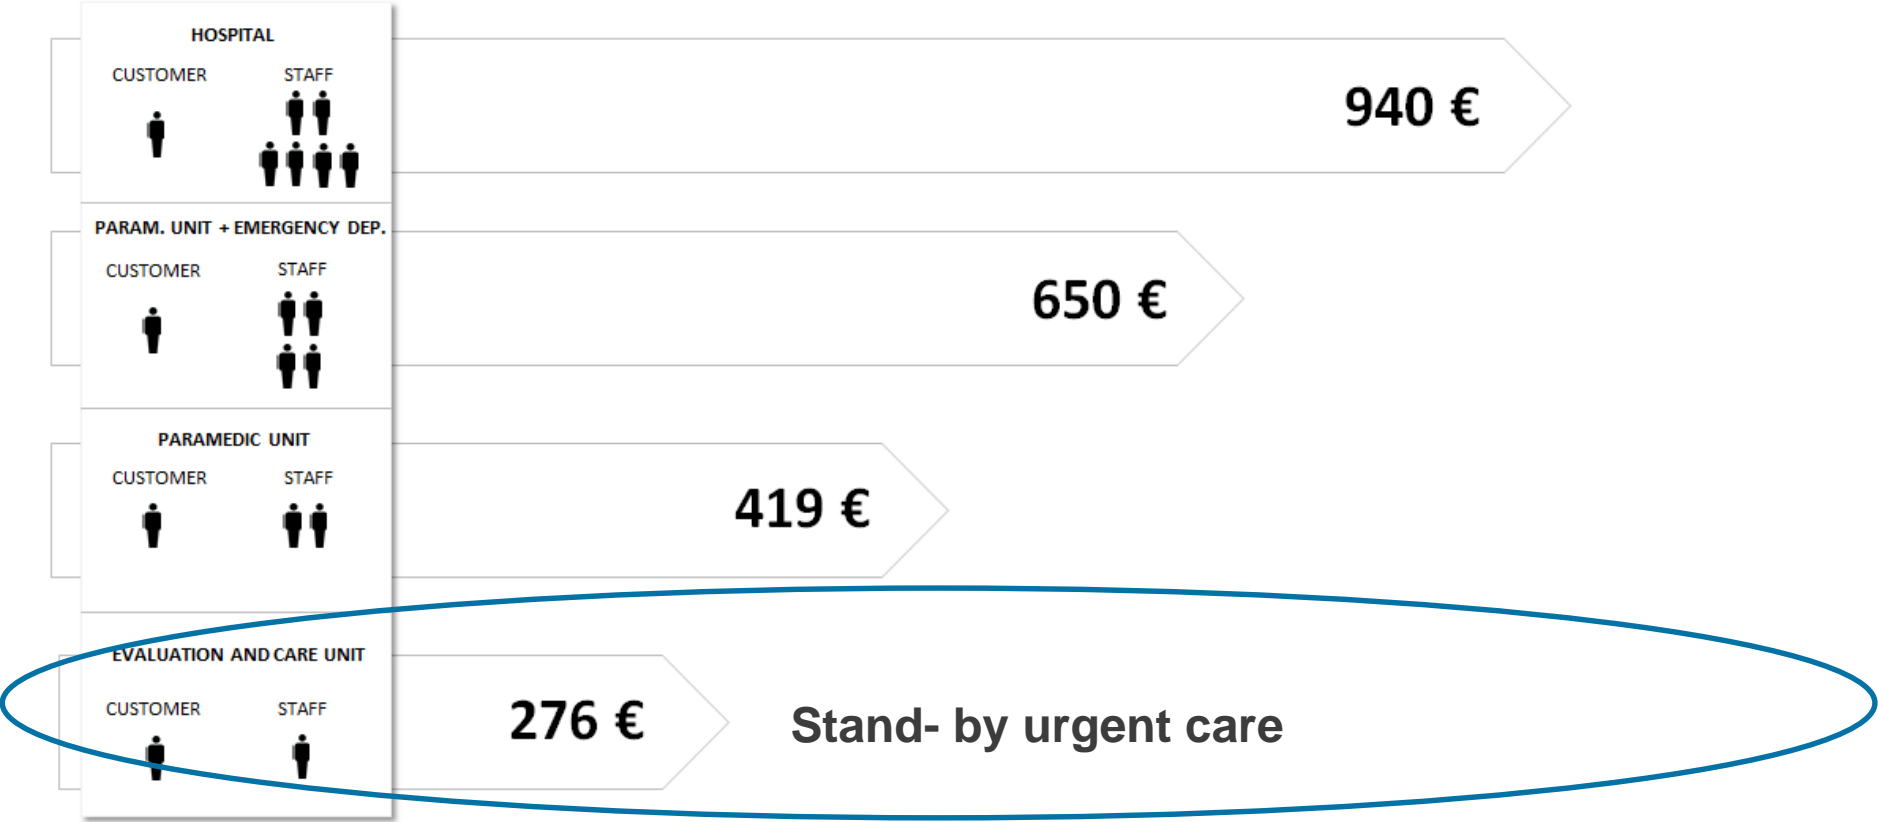 HOSPITAL
CUSTOMER STAFF
940 €
PARAM. UNIT + EMERGENCY DEP.
CUSTOMER STAFF
650 €
PARAMEDIC UNIT
CUSTOMER STAFF
419 €
EVALUATION AND CARE UNIT
CUSTOMER STAFF
276 €
Stand- by urgent care